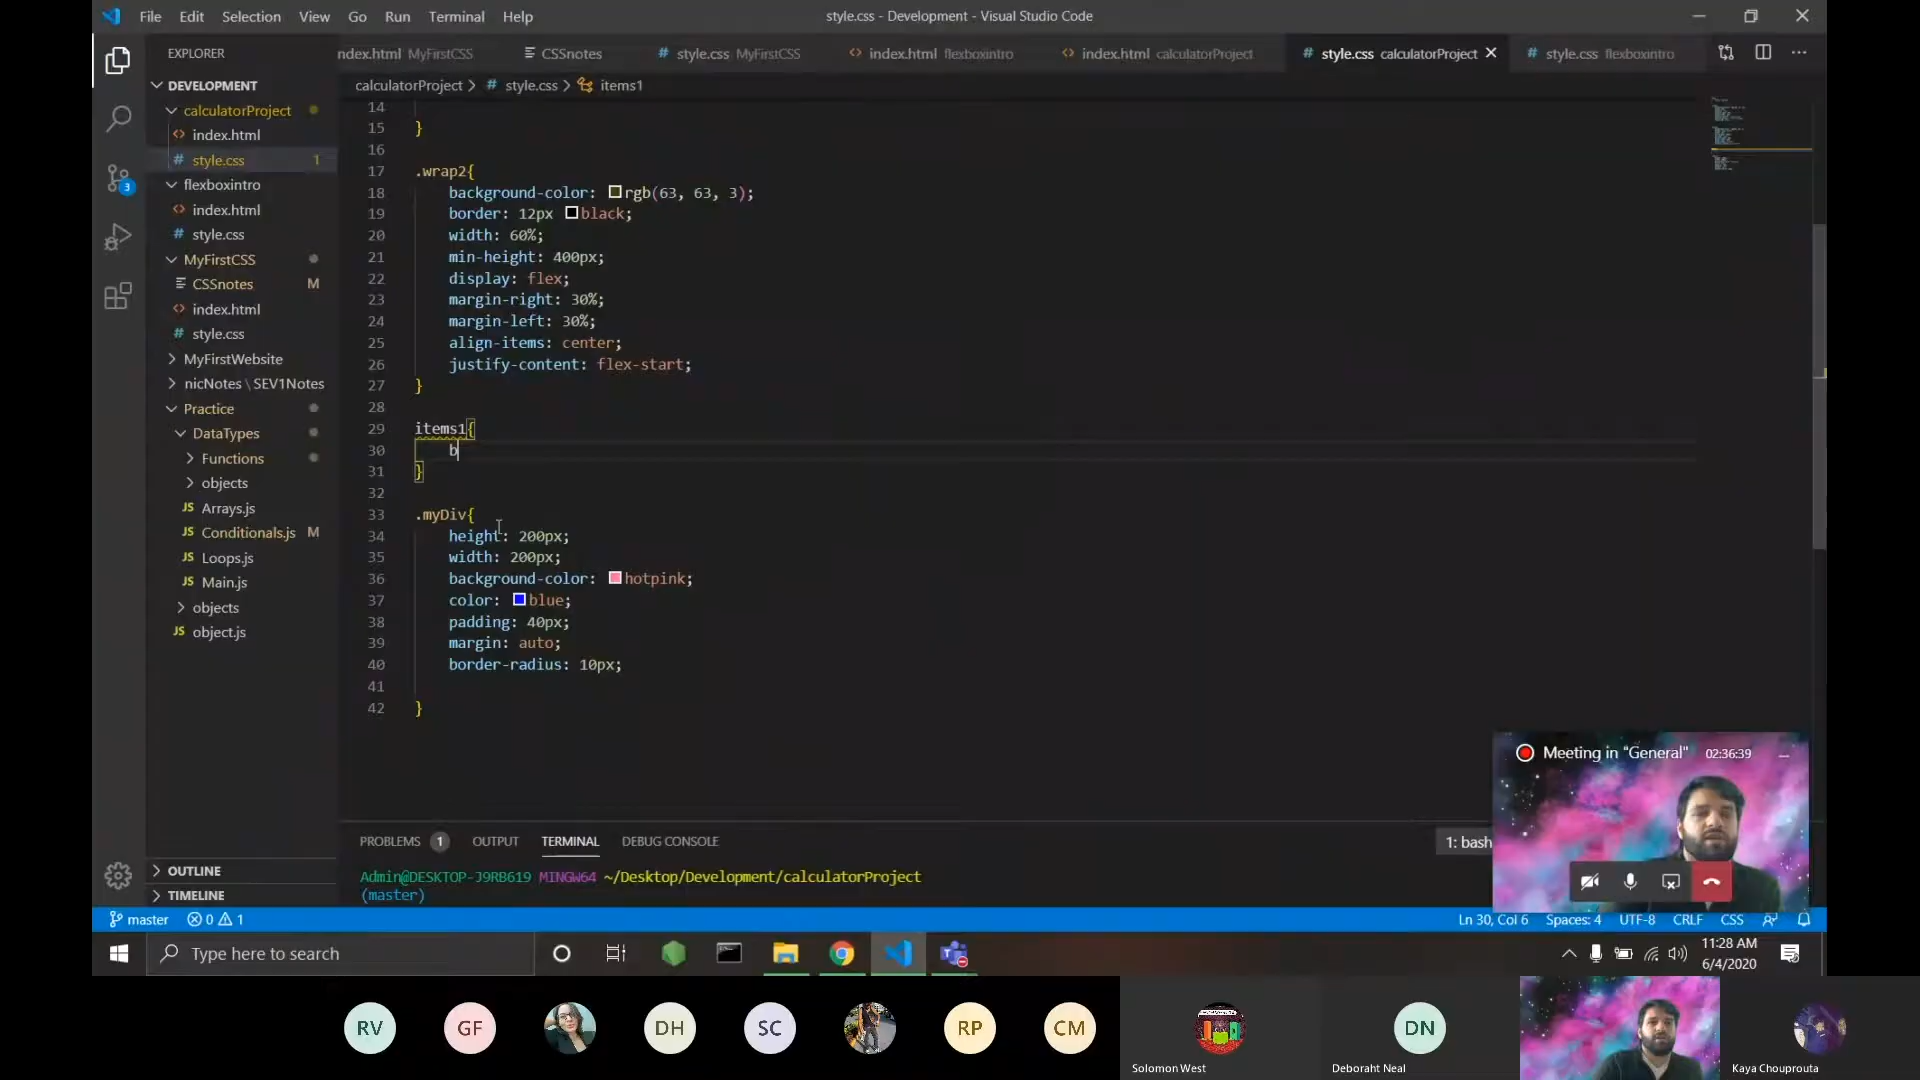 File Edit Selection View Go Run Terminal Help
style.css - Development - Visual Studio Code
EXPLORER
ndex.html MyFirstCSS
CSSnotes
style.css MyFirstCSS
index.html flexboxintro
index.html calculatorProject
style.css calculatorProject
style.css flexboxintro
calculatorProject > # style.css > items1
DEVELOPMENT
calculatorProject
index.html
style.css 1
flexboxintro
index.html
style.css
MyFirstCSS
CSSnotes M
index.html
style.css
MyFirstWebsite
nicNotes \ SEV1Notes
Practice
DataTypes
Functions
objects
JS Arrays.js
JS Conditionals.js M
JS Loops.js
JS Main.js
objects
JS object.js
OUTLINE
TIMELINE
3
14
15 }
16
17 .wrap2{
18 background-color: rgb(63, 63, 3);
19 border: 12px black;
20 width: 60%;
21 min-height: 400px;
22 display: flex;
23 margin-right: 30%;
24 margin-left: 30%;
25 align-items: center;
26 justify-content: flex-start;
27 }
28
29 items1{
30 b
31 }
32
33 .myDiv{
34 height: 200px;
35 width: 200px;
36 background-color: hotpink;
37 color: blue;
38 padding: 40px;
39 margin: auto;
40 border-radius: 10px;
41
42 }
PROBLEMS 1 OUTPUT TERMINAL DEBUG CONSOLE
1: bash
Admin@DESKTOP-J9RB619 MINGW64 ~/Desktop/Development/calculatorProject
(master)
Meeting in "General" 02:36:39
master 0 1
Ln 30, Col 6 Spaces: 4 UTF-8 CRLF CSS
Type here to search
11:28 AM
6/4/2020
RV GF DH SC RP CM DN
Solomon West
Deboraht Neal
Kaya Chouprouta